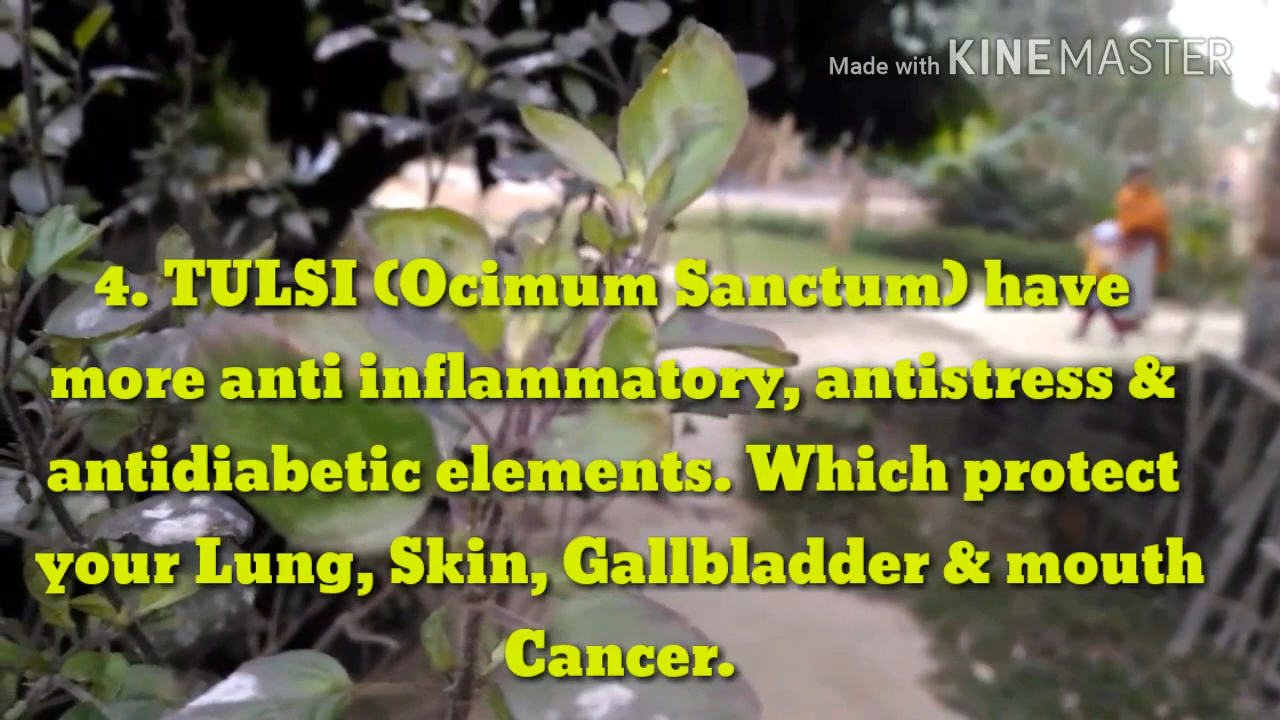 Made with KINEMASTER
4. TULSI (Ocimum Sanctum) have
more anti inflammatory, antistress &
antidiabetic elements. Which protect
your Lung, Skin, Gallbladder & mouth
Cancer.